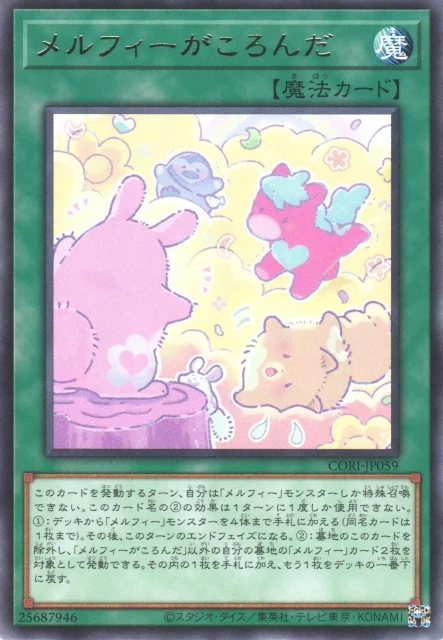 メルフィーがころんだ
魔
【魔法カード】
CORI-JP059
このカードを発動するターン、自分は「メルフィー」モンスターしか特殊召喚
できない。このカード名の②の効果は1ターンに1度しか使用できない。
①：デッキから「メルフィー」モンスターを4体まで手札に加える(同名カードは
1枚まで)。その後、このターンのエンドフェイズになる。②：墓地のこのカードを
除外し、「メルフィーがころんだ」以外の自分の墓地の「メルフィー」カード2枚を
対象として発動できる。その内の1枚を手札に加え、もう1枚をデッキの一番下
に戻す。
25687946
©スタジオ・ダイス／集英社・テレビ東京・KONAMI